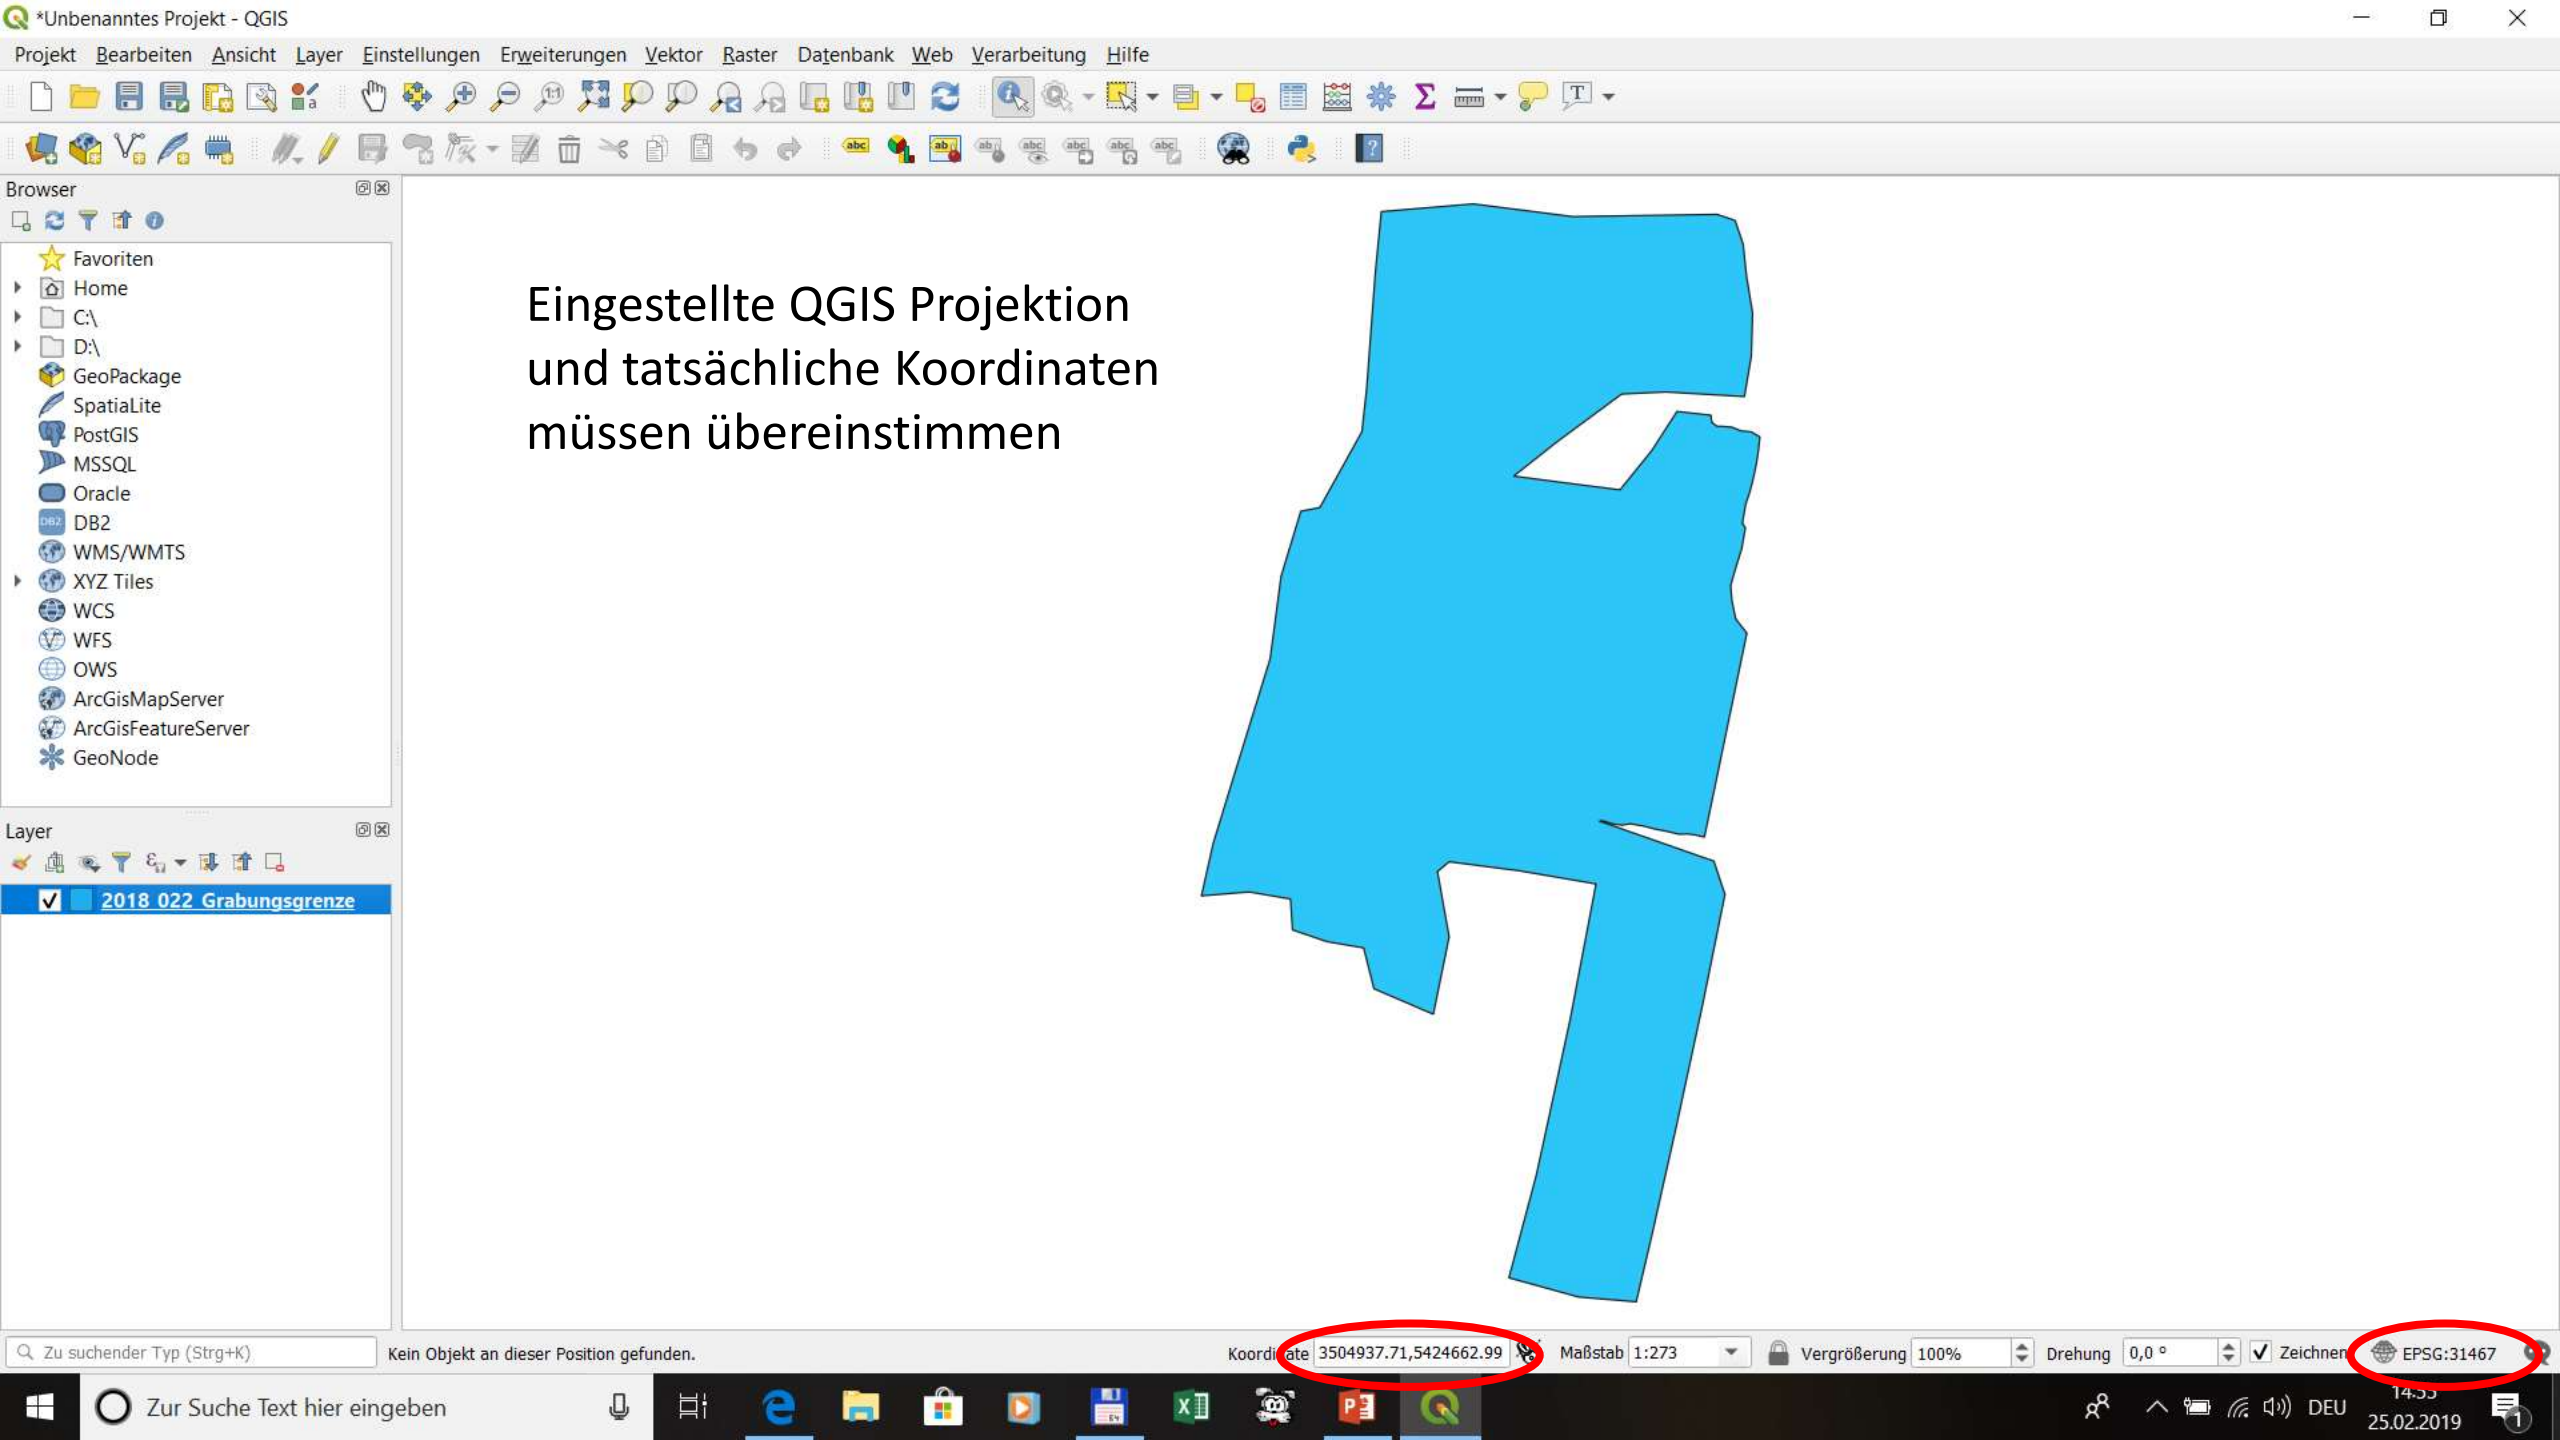 *Unbenanntes Projekt - QGIS
Projekt Bearbeiten Ansicht Layer Einstellungen Erweiterungen Vektor Raster Datenbank Web Verarbeitung Hilfe
Browser
Favoriten
Home
C:\
D:\
GeoPackage
SpatiaLite
PostGIS
MSSQL
Oracle
DB2
WMS/WMTS
XYZ Tiles
WCS
WFS
OWS
ArcGisMapServer
ArcGisFeatureServer
GeoNode
Eingestellte QGIS Projektion
und tatsächliche Koordinaten
müssen übereinstimmen
Layer
2018 022 Grabungsgrenze
Zu suchender Typ (Strg+K) Kein Objekt an dieser Position gefunden. Koordinate 3504937.71,5424662.99 Maßstab 1:273 Vergrößerung 100% Drehung 0,0 ° Zeichnen EPSG:31467
Zur Suche Text hier eingeben DEU
25.02.2019